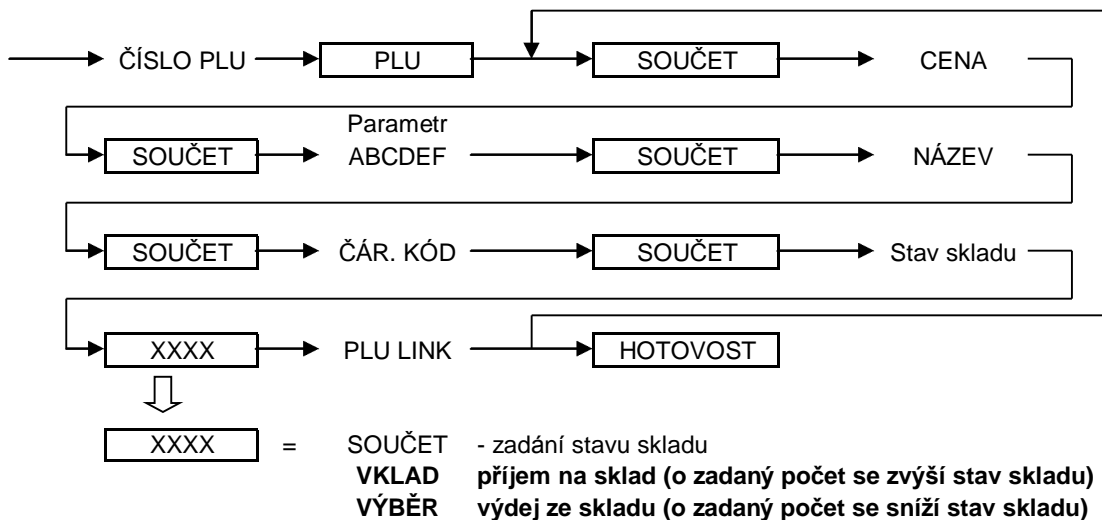 ČÍSLO PLU PLU SOUČET CENA
Parametr
SOUČET ABCDEF SOUČET NÁZEV
SOUČET ČÁR. KÓD SOUČET Stav skladu
XXXX PLU LINK HOTOVOST
XXXX = SOUČET - zadání stavu skladu
VKLAD příjem na sklad (o zadaný počet se zvýší stav skladu)
VÝBĚR výdej ze skladu (o zadaný počet se sníží stav skladu)